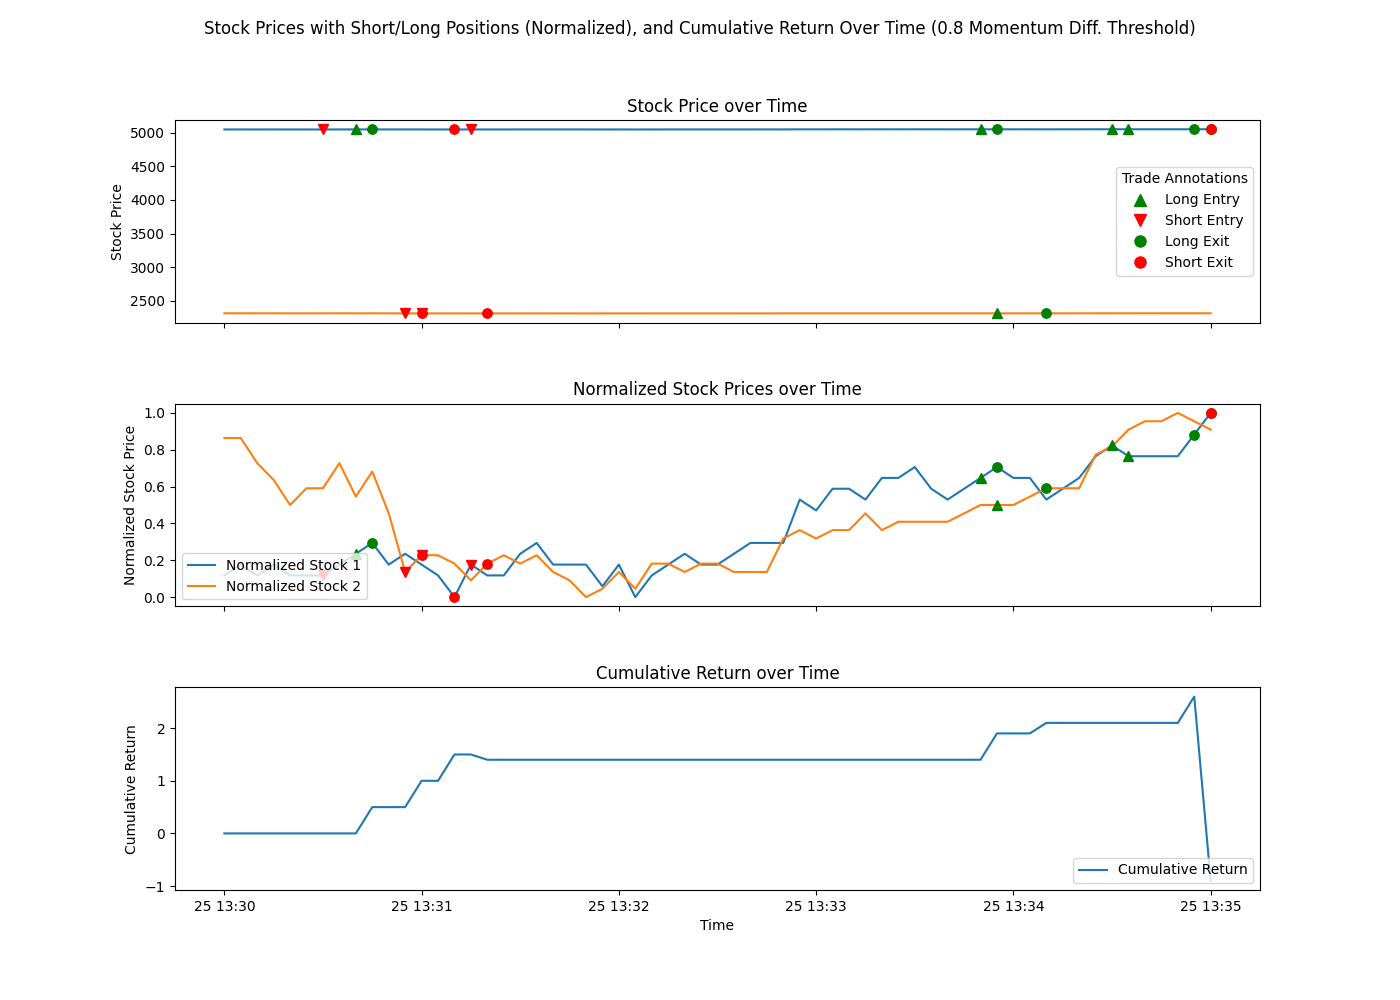 Stock Prices with Short/Long Positions (Normalized), and Cumulative Return Over Time (0.8 Momentum Diff. Threshold)
Stock Price over Time
Stock Price
5000
4500
4000
3500
3000
2500
Trade Annotations
Long Entry
Short Entry
Long Exit
Short Exit
Normalized Stock Prices over Time
Normalized Stock Price
1.0
0.8
0.6
0.4
0.2
0.0
Normalized Stock 1
Normalized Stock 2
Cumulative Return over Time
Cumulative Return
2
1
0
−1
Cumulative Return
25 13:30
25 13:31
25 13:32
25 13:33
25 13:34
25 13:35
Time